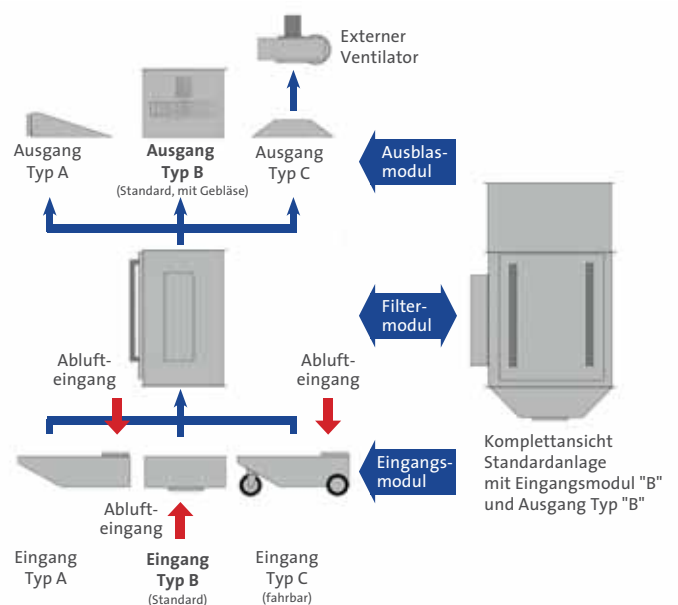 Externer
Ventilator
Ausgang
Typ A
Ausgang
Typ B
(Standard, mit Gebläse)
Ausgang
Typ C
Ausblas-
modul
Filter-
modul
Abluft-
eingang
Abluft-
eingang
Eingangs-
modul
Komplettansicht
Standardanlage
mit Eingangsmodul "B"
und Ausgang Typ "B"
Abluft-
eingang
Eingang
Typ A
Eingang
Typ B
(Standard)
Eingang
Typ C
(fahrbar)